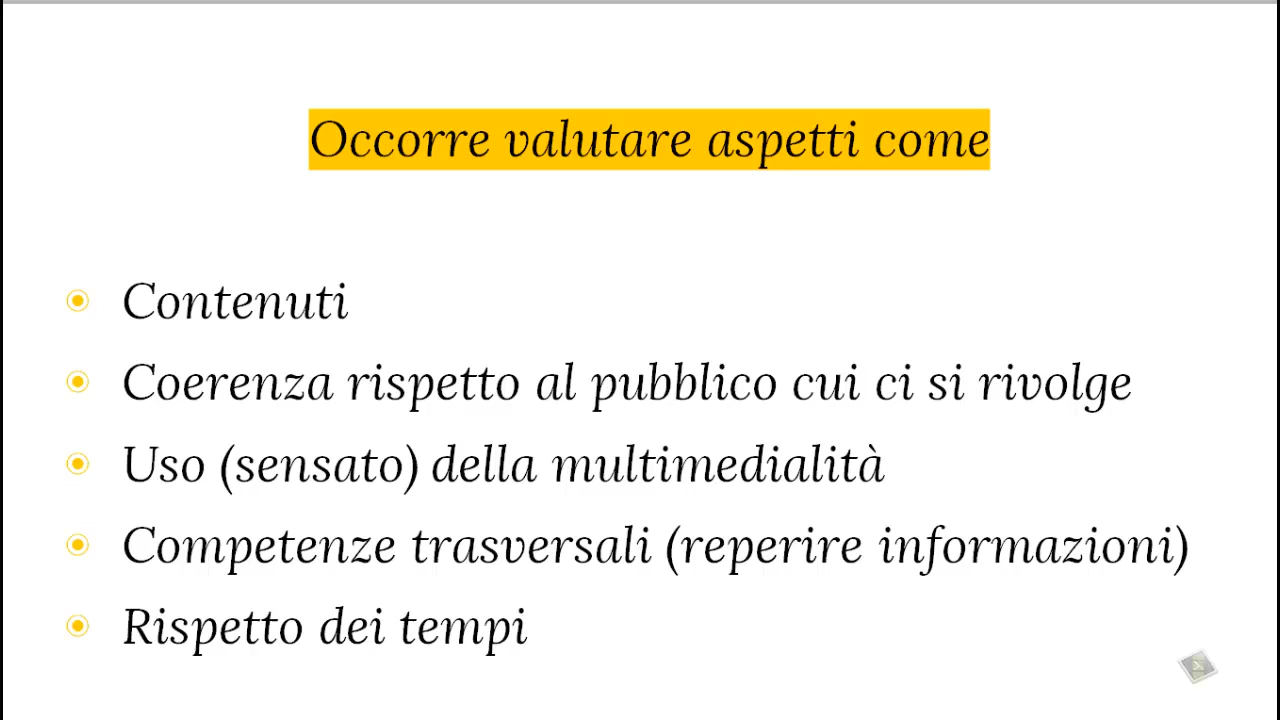 Occorre valutare aspetti come
Contenuti
Coerenza rispetto al pubblico cui ci si rivolge
Uso (sensato) della multimedialità
Competenze trasversali (reperire informazioni)
Rispetto dei tempi